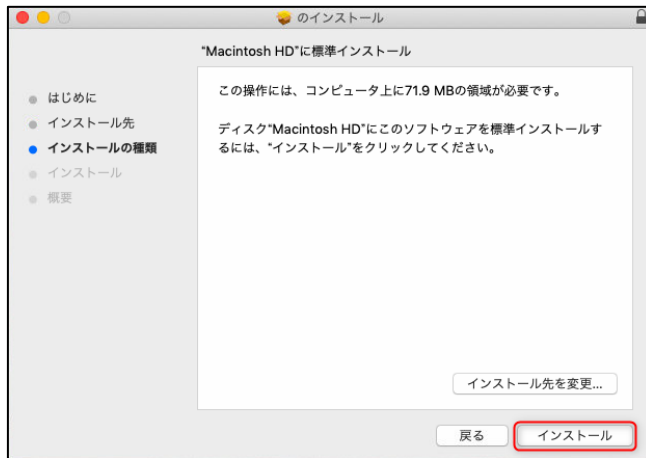 のインストール
"Macintosh HD"に標準インストール
はじめに
インストール先
インストールの種類
インストール
概要
この操作には、コンピュータ上に71.9 MBの領域が必要です。
ディスク"Macintosh HD"にこのソフトウェアを標準インストールす
るには、"インストール"をクリックしてください。
インストール先を変更...
戻る
インストール